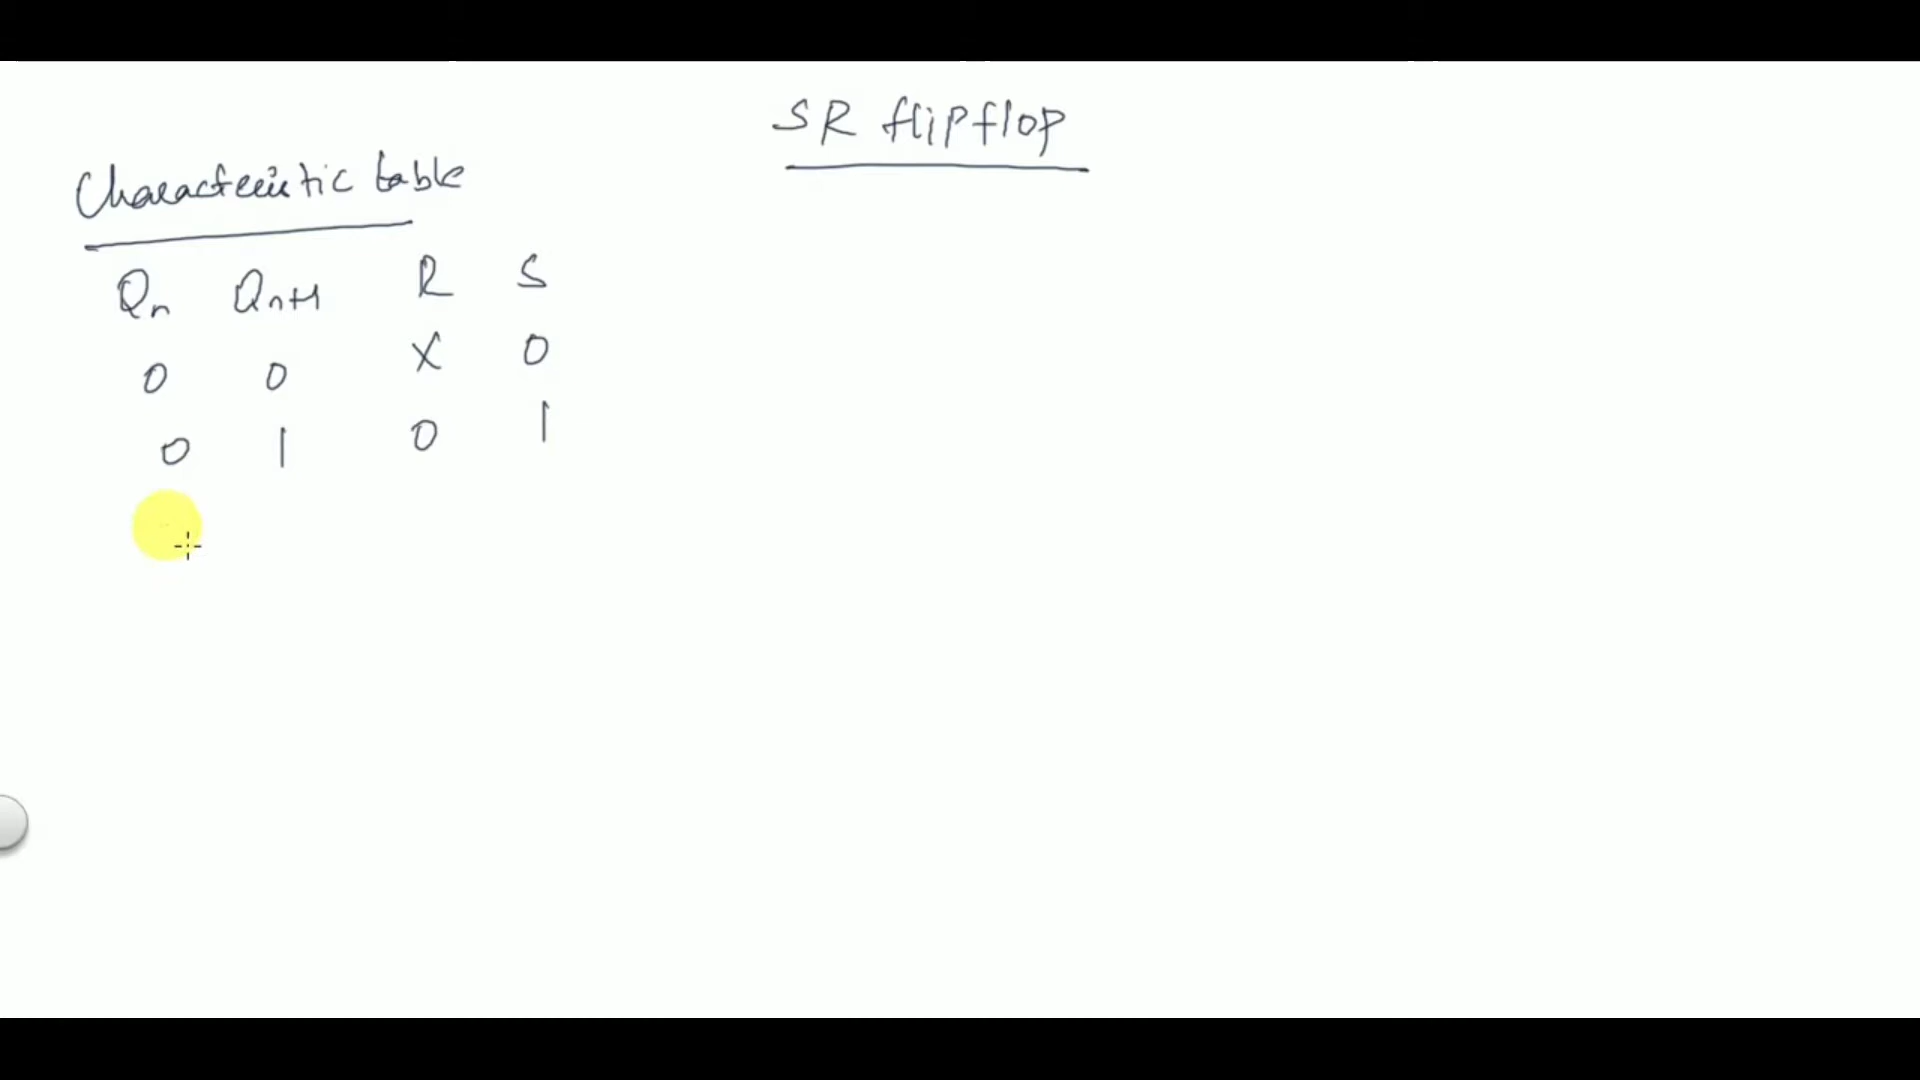 SR flipflop
Characteristic table
Qn Qn+1 R S
0 0 X 0
0 1 0 1